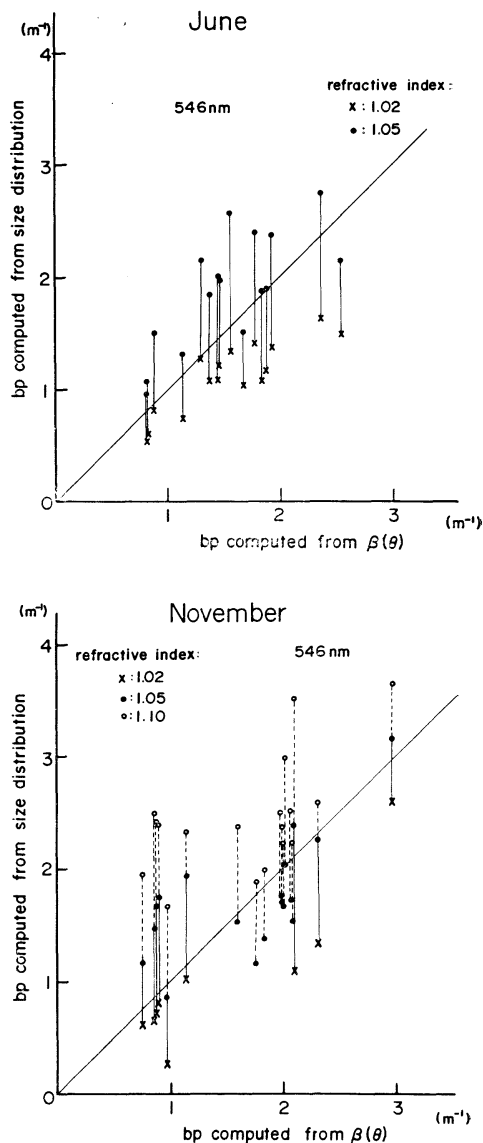 June
(m⁻¹)
4
3
2
1
0
bp computed from size distribution
546nm
refractive index:
x : 1.02
● : 1.05
1 2 3 (m⁻¹)
bp computed from β(θ)
November
(m⁻¹)
4
3
2
1
0
bp computed from size distribution
refractive index:
x : 1.02
● : 1.05
○ : 1.10
546nm
1 2 3 (m⁻¹)
bp computed from β(θ)